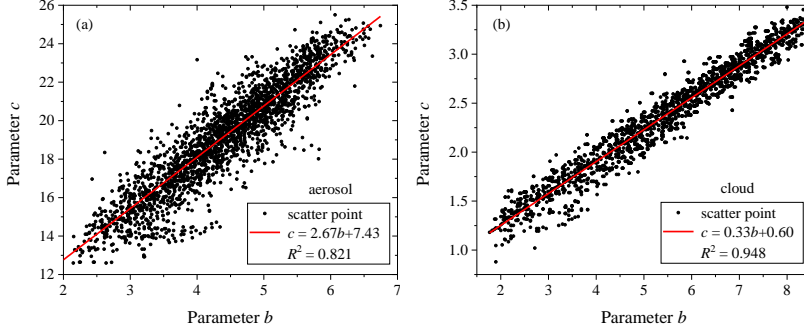 (a)
26
24
22
20
18
16
14
12
Parameter c
aerosol
scatter point
c = 2.67b+7.43
R² = 0.821
2 3 4 5 6 7
Parameter b
(b)
3.5
3.0
2.5
2.0
1.5
1.0
Parameter c
cloud
scatter point
c = 0.33b+0.60
R² = 0.948
2 3 4 5 6 7 8
Parameter b